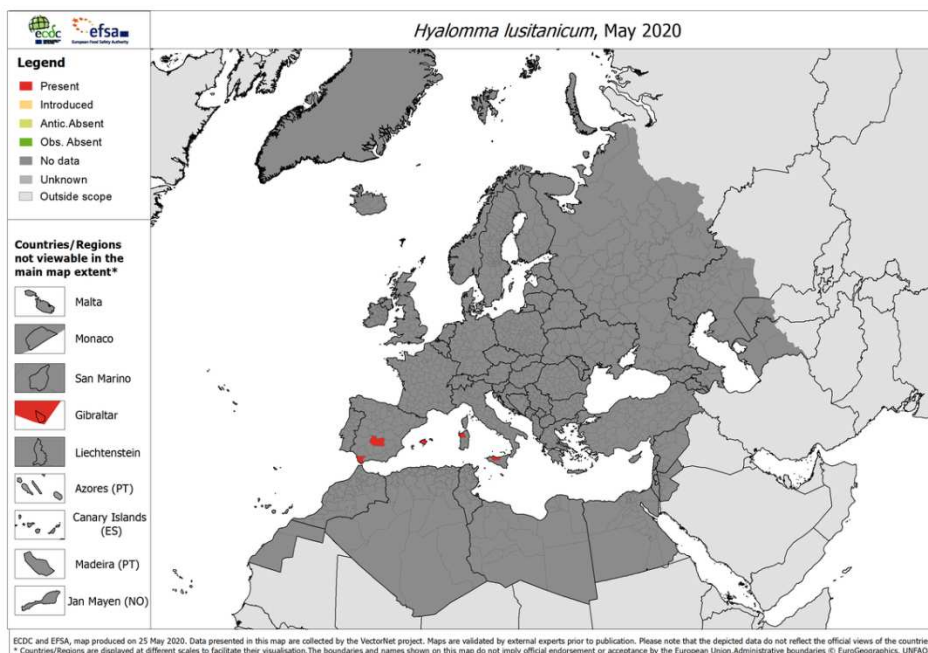 ecdc
efsa
European Food Safety Authority
Hyalomma lusitanicum, May 2020
Legend
Present
Introduced
Antic.Absent
Obs. Absent
No data
Unknown
Outside scope
Countries/Regions
not viewable in the
main map extent*
Malta
Monaco
San Marino
Gibraltar
Liechtenstein
Azores (PT)
Canary Islands
(ES)
Madeira (PT)
Jan Mayen (NO)
ECDC and EFSA, map produced on 25 May 2020. Data presented in this map are collected by the VectorNet project. Maps are validated by external experts prior to publication. Please note that the depicted data do not reflect the official views of the countrie
* Countries/Regions are displayed at different scales to facilitate their visualisation.The boundaries and names shown on this map do not imply official endorsement or acceptance by the European Union.Administrative boundaries © EuroGeographics, UNFAO